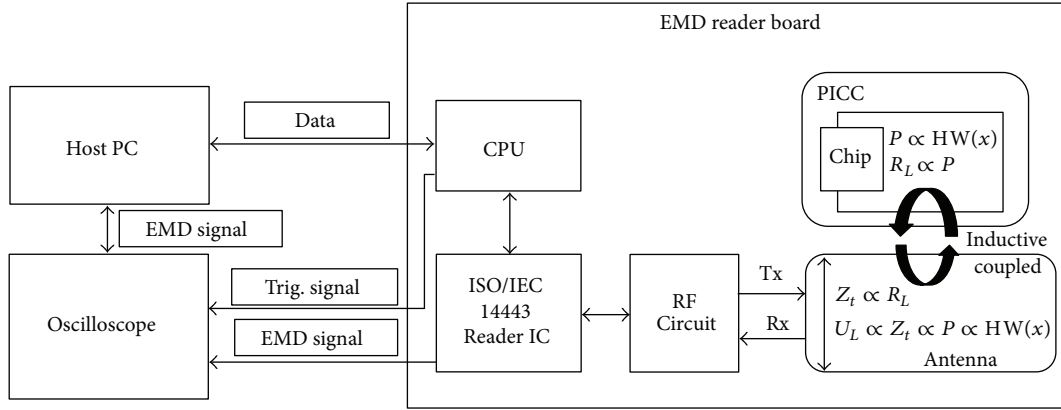 EMD reader board
PICC
Data
Host PC
CPU
Chip
P ∝ HW(x)
R_L ∝ P
EMD signal
Inductive
coupled
Trig. signal
ISO/IEC
14443
Reader IC
Oscilloscope
EMD signal
RF
Circuit
Tx
Rx
Z_t ∝ R_L
U_L ∝ Z_t ∝ P ∝ HW(x)
Antenna